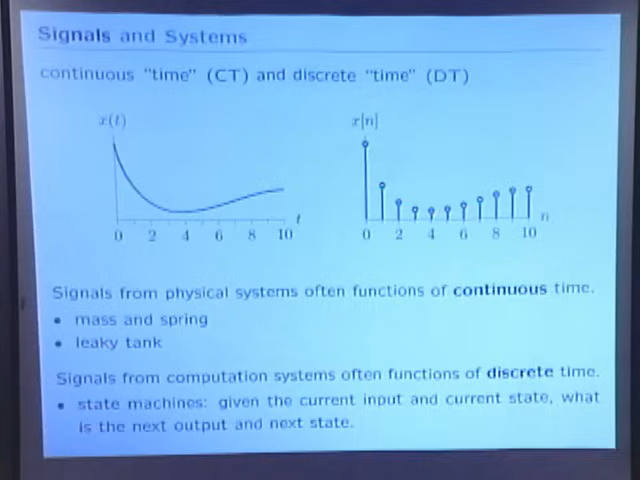 Signals and Systems
continuous "time" (CT) and discrete "time" (DT)
x(t)
x[n]
t
n
0 2 4 6 8 10
0 2 4 6 8 10
Signals from physical systems often functions of continuous time.
• mass and spring
• leaky tank
Signals from computation systems often functions of discrete time.
• state machines: given the current input and current state, what
is the next output and next state.